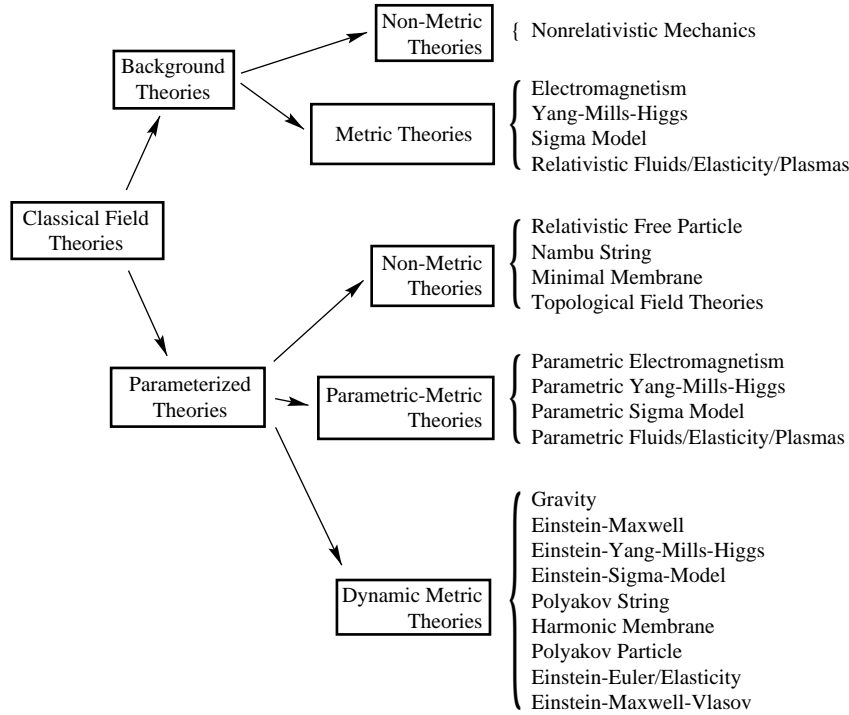 Non-Metric
Theories
{ Nonrelativistic Mechanics
Background
Theories
Metric Theories
Electromagnetism
Yang-Mills-Higgs
Sigma Model
Relativistic Fluids/Elasticity/Plasmas
Classical Field
Theories
Non-Metric
Theories
Relativistic Free Particle
Nambu String
Minimal Membrane
Topological Field Theories
Parameterized
Theories
Parametric-Metric
Theories
Parametric Electromagnetism
Parametric Yang-Mills-Higgs
Parametric Sigma Model
Parametric Fluids/Elasticity/Plasmas
Dynamic Metric
Theories
Gravity
Einstein-Maxwell
Einstein-Yang-Mills-Higgs
Einstein-Sigma-Model
Polyakov String
Harmonic Membrane
Polyakov Particle
Einstein-Euler/Elasticity
Einstein-Maxwell-Vlasov